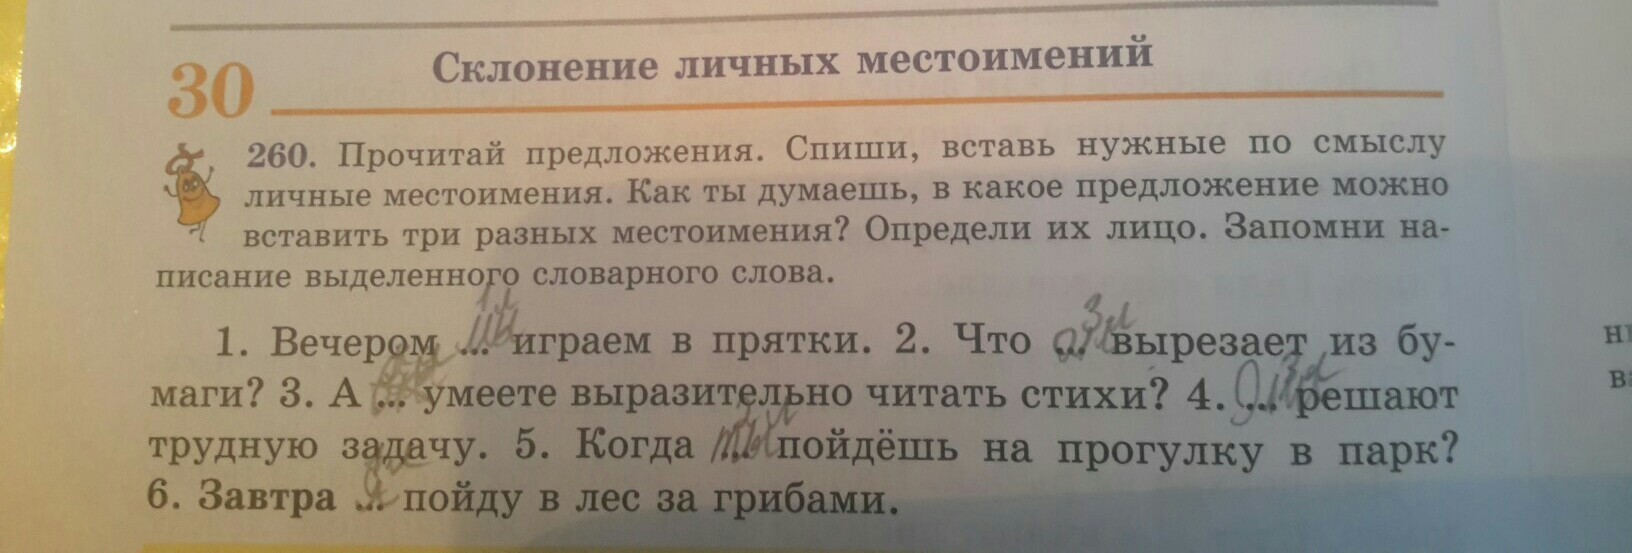 Склонение личных местоимений
30
260. Прочитай предложения. Спиши, вставь нужные по смыслу
личные местоимения. Как ты думаешь, в какое предложение можно
вставить три разных местоимения? Определи их лицо. Запомни на-
писание выделенного словарного слова.
1. Вечером ... мы играем в прятки. 2. Что ... вырезает из бу-
маги? 3. А ... умеете выразительно читать стихи? 4. ... решают
трудную задачу. 5. Когда ... ты пойдёшь на прогулку в парк?
6. Завтра ... я пойду в лес за грибами.